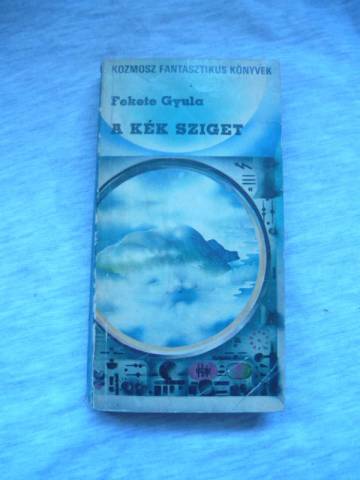 KOZMOSZ FANTASZTIKUS KÖNYVEK
Fekete Gyula
A KÉK SZIGET